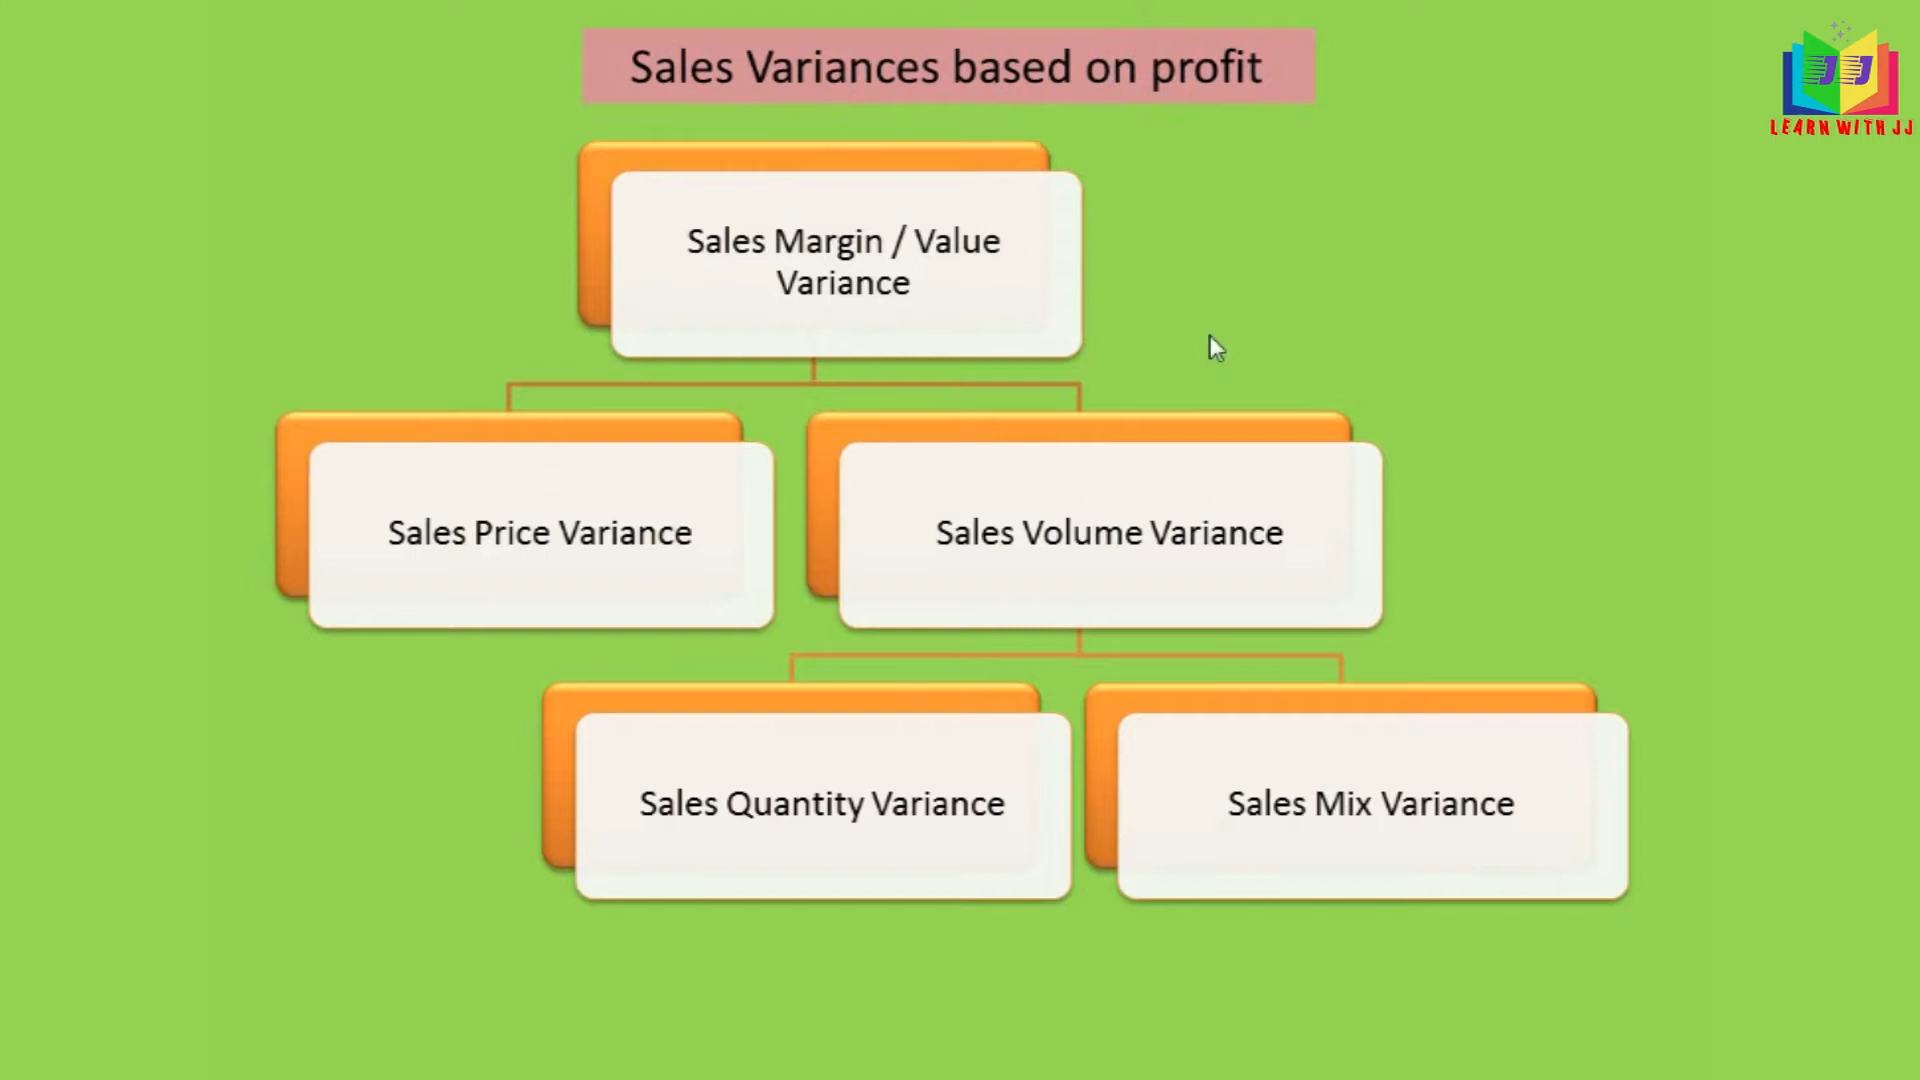 Sales Variances based on profit
JJ
LEARN WITH JJ
Sales Margin / Value
Variance
Sales Price Variance
Sales Volume Variance
Sales Quantity Variance
Sales Mix Variance